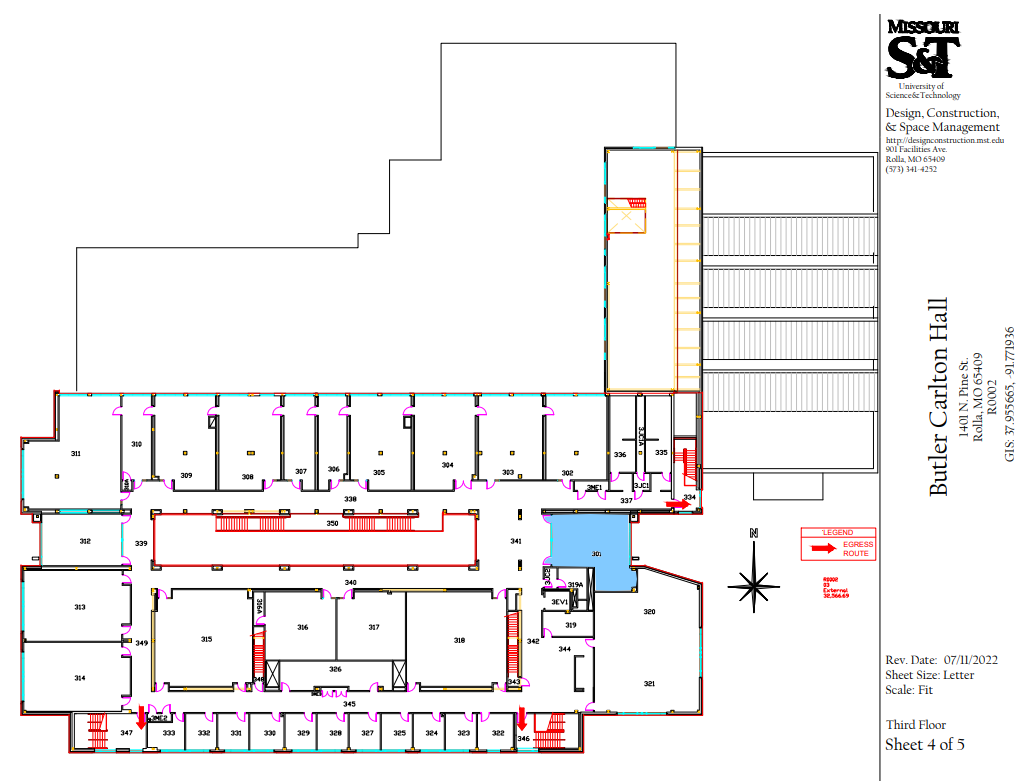 MISSOURI
S&T
University of
Science&Technology
Design, Construction,
& Space Management
http://designconstruction.mst.edu
901 Facilities Ave.
Rolla, MO 65409
(573) 341-4252
Butler Carlton Hall
1401 N. Pine St.
Rolla, MO 65409
R0002
GIS: 37.955665, -91.771936
311
310
309
308
307
306
305
304
303
302
336
3JC1A
335
3ME1
3JC1
338
337
334
350
312
339
341
301
340
319A
3EV1
313
316A
320
315
316
317
318
319
349
342
344
314
326
321
343
345
3ME2
347
333
332
331
330
329
328
327
325
324
323
322
346
N
"LEGEND
EGRESS
ROUTE
R0002
03
External
32,566.69
Rev. Date: 07/11/2022
Sheet Size: Letter
Scale: Fit
Third Floor
Sheet 4 of 5